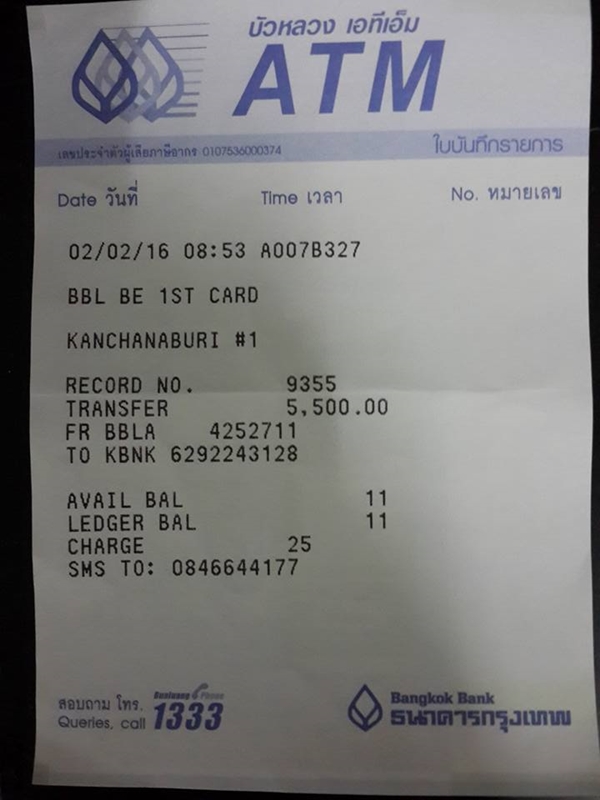 บัวหลวง เอทีเอ็ม
ATM
เลขประจำตัวผู้เสียภาษีอากร 0107536000374
ใบบันทึกรายการ
Date วันที่ Time เวลา No. หมายเลข
02/02/16 08:53 A007B327
BBL BE 1ST CARD
KANCHANABURI #1
RECORD NO. 9355
TRANSFER 5,500.00
FR BBLA 4252711
TO KBNK 6292243128
AVAIL BAL 11
LEDGER BAL 11
CHARGE 25
SMS TO: 0846644177
สอบถาม โทร.
Queries, call
Bualuang Phone
1333
Bangkok Bank
ธนาคารกรุงเทพ